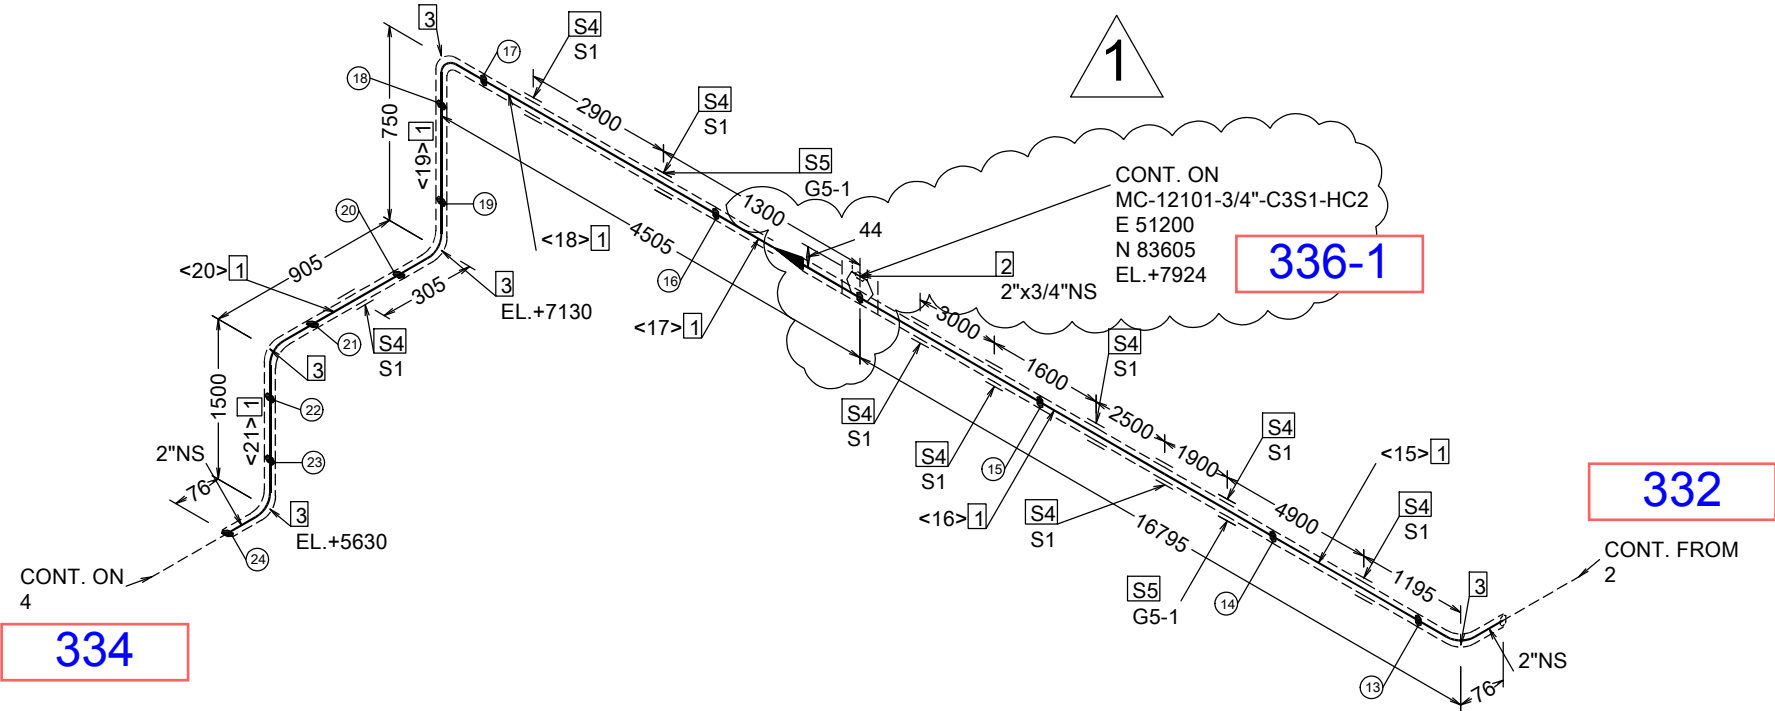 3
S4
S1
17
1
18
2900
S4
S1
750
<19>1
S5
G5-1
CONT. ON
MC-12101-3/4"-C3S1-HC2
E 51200
N 83605
EL.+7924
336-1
20
19
1300
4505
<18>1
44
905
<20>1
305
3
EL.+7130
16
2
2"x3/4"NS
<17>1
21
S4
S1
3
3000
S4
S1
1600
1500
<21>1
22
S4
S1
2500
S4
S1
2"NS
23
S4
S1
15
1900
<15>1
332
76
3
EL.+5630
24
<16>1
S4
S1
16795
4900
S4
S1
CONT. FROM
2
CONT. ON
4
S5
G5-1
14
1195
3
334
13
2"NS
76